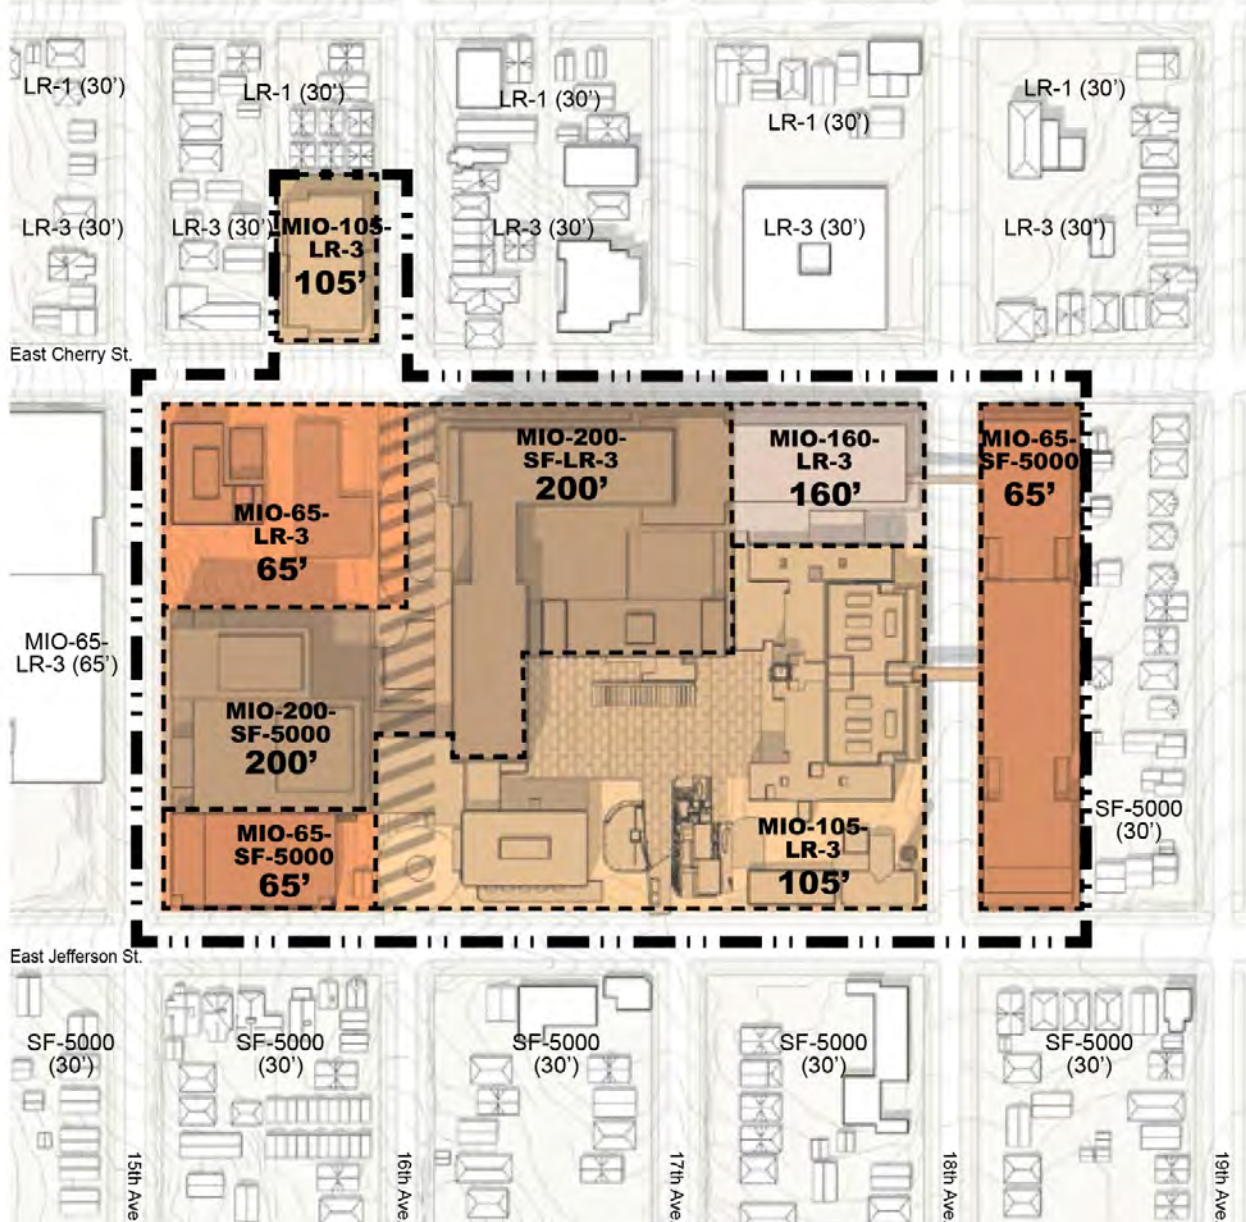 LR-1 (30’)
LR-1 (30’)
LR-1 (30’)
LR-1 (30’)
LR-1 (30’)
LR-3 (30’)
LR-3 (30’)
MIO-105-
LR-3
105’
LR-3 (30’)
LR-3 (30’)
LR-3 (30’)
East Cherry St.
MIO-65-
LR-3
65’
MIO-200-
SF-LR-3
200’
MIO-160-
LR-3
160’
MIO-65-
SF-5000
65’
MIO-65-
LR-3 (65’)
MIO-200-
SF-5000
200’
MIO-65-
SF-5000
65’
MIO-105-
LR-3
105’
SF-5000
(30’)
East Jefferson St.
SF-5000
(30’)
SF-5000
(30’)
SF-5000
(30’)
SF-5000
(30’)
SF-5000
(30’)
15th Ave.
16th Ave.
17th Ave.
18th Ave.
19th Ave.